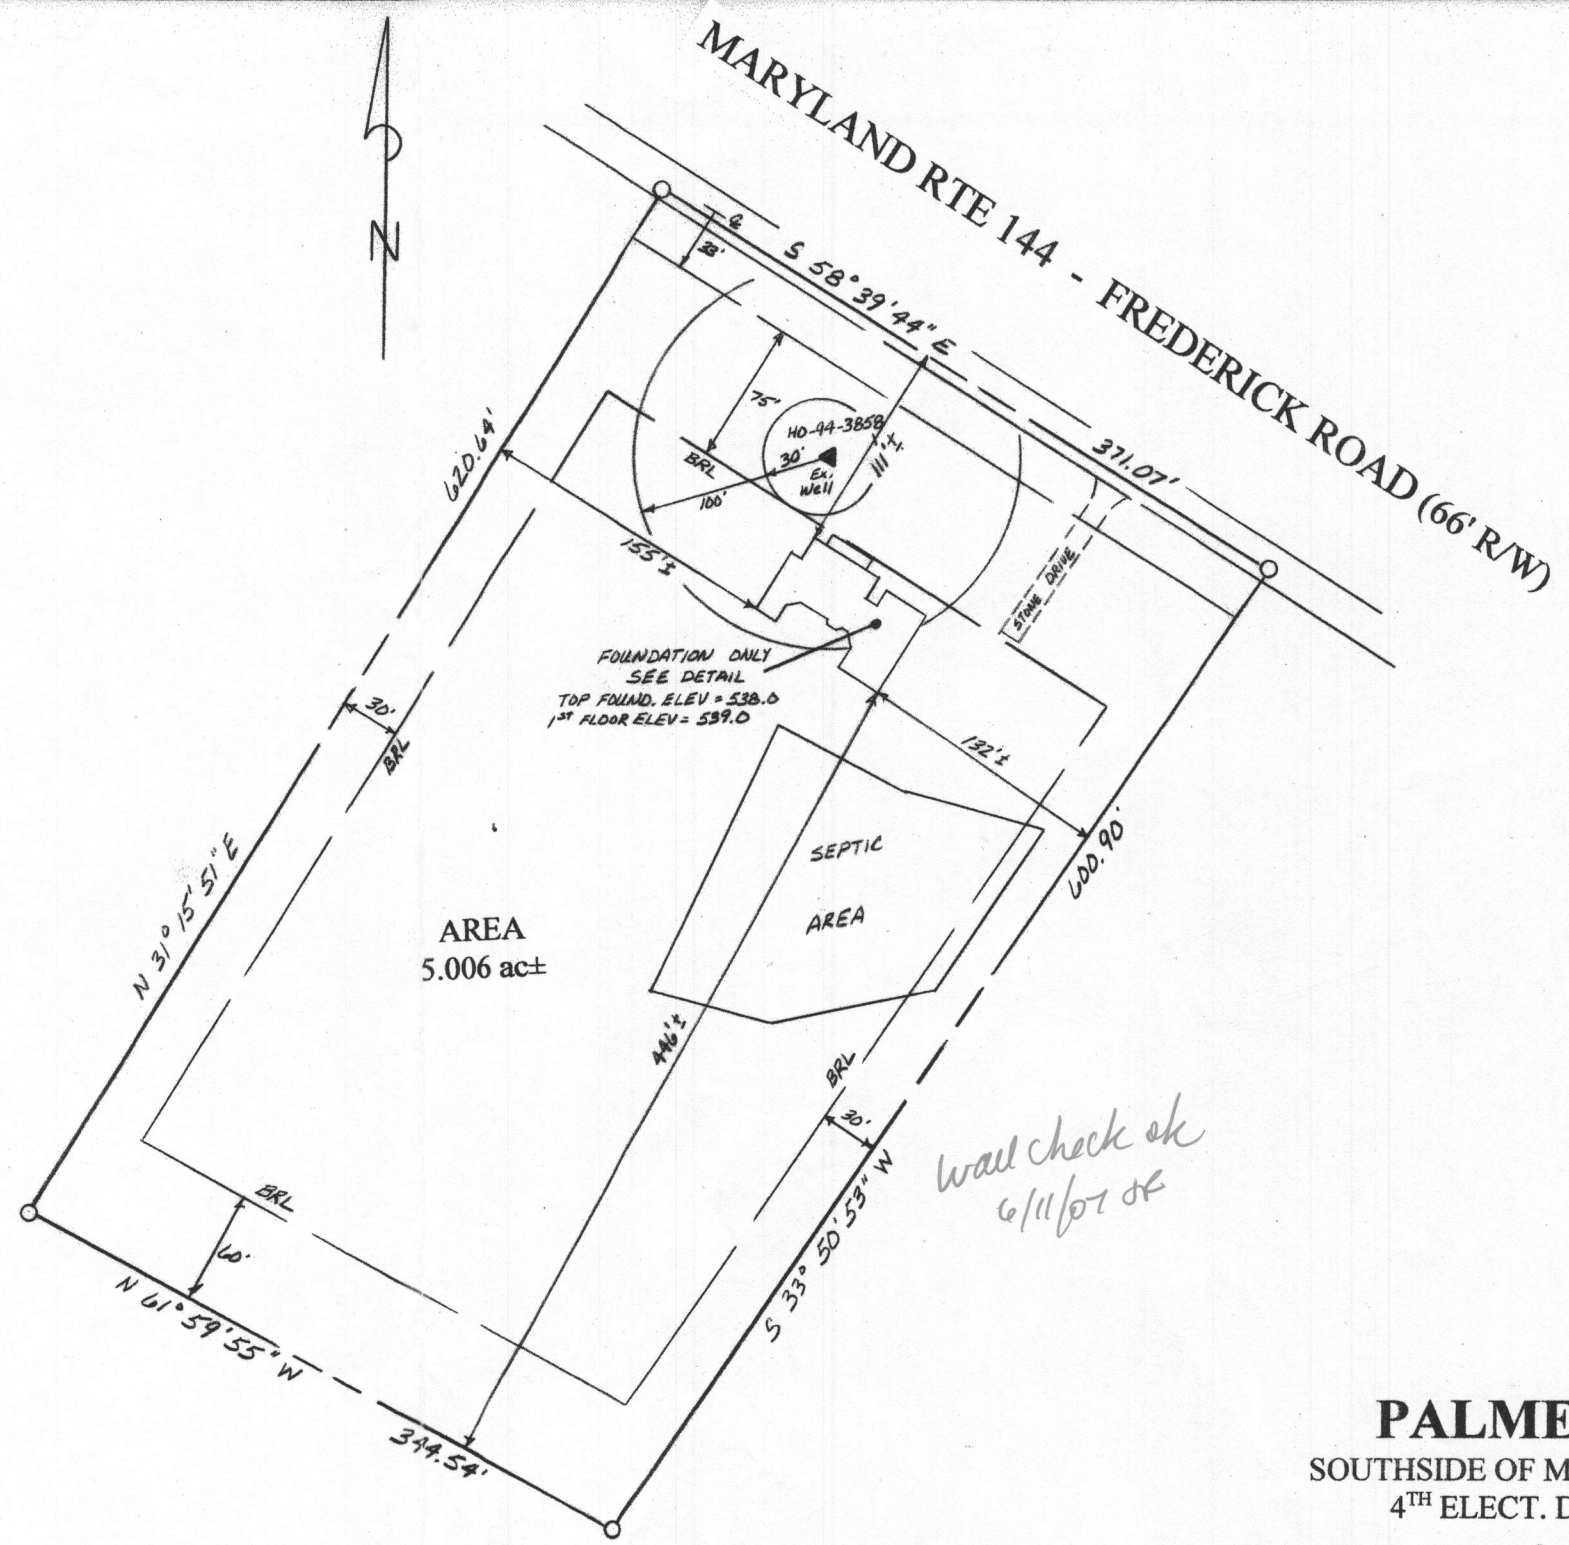 MARYLAND RTE 144 - FREDERICK ROAD (66' R/W)
N
℄
33'
S 58° 39' 44" E
371.07'
75'
HO-94-3858
30'
Ex.
Well
BRL
100'
111'±
620.64'
155'±
STONE DRIVE
FOUNDATION ONLY
SEE DETAIL
TOP FOUND. ELEV = 538.0
1ST FLOOR ELEV = 539.0
30'
BRL
132'±
600.90'
SEPTIC
AREA
N 31° 15' 51" E
AREA
5.006 ac±
446'±
BRL
30'
wall check ok
6/11/07
S 33° 50' 53" W
BRL
60'
N 61° 59' 55" W
344.54'
PALME
SOUTHSIDE OF M
4TH ELECT. D